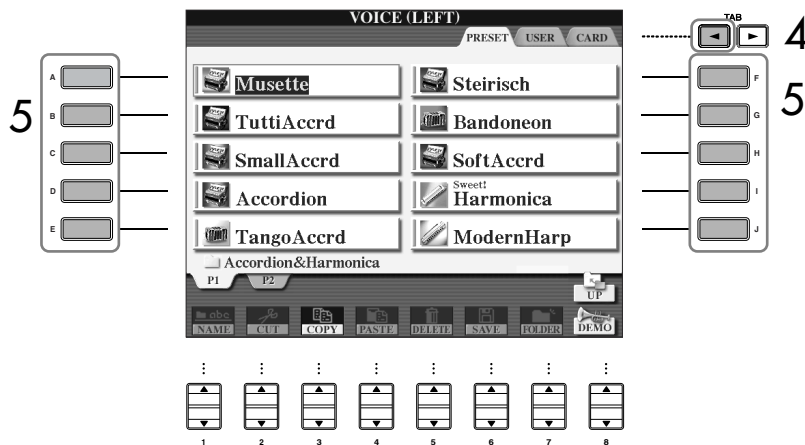 VOICE (LEFT)
PRESET USER CARD
TAB
4
5
5
A
B
C
D
E
F
G
H
I
J
Musette
Steirisch
TuttiAccrd
Bandoneon
SmallAccrd
SoftAccrd
Accordion
Sweet!
Harmonica
TangoAccrd
ModernHarp
Accordion&Harmonica
P1 P2
UP
abc
NAME CUT COPY PASTE DELETE SAVE FOLDER DEMO
1 2 3 4 5 6 7 8